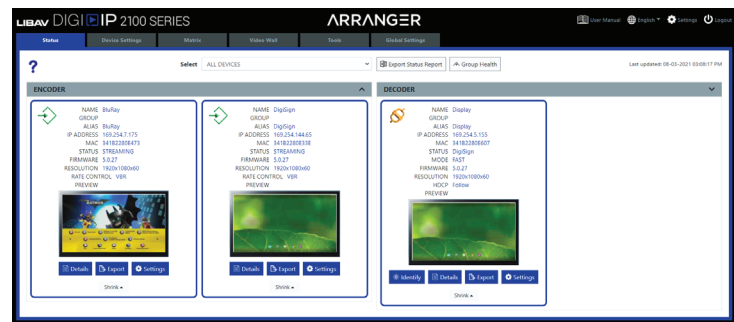 LIBAV DIGI IP 2100 SERIES
ARRANGER
User Manual English Settings Logout
Status Device Settings Matrix Video Wall Tools Global Settings
? Select ALL DEVICES Export Status Report Group Health Last updated: 08-03-2021 03:08:17 PM
ENCODER
NAME BluRay
GROUP
ALIAS BluRay
IP ADDRESS 169.254.7.175
MAC 341B22808473
STATUS STREAMING
FIRMWARE 5.0.27
RESOLUTION 1920x1080x60
RATE CONTROL VBR
PREVIEW
Details Export Settings
Shrink
NAME DigiSign
GROUP
ALIAS DigiSign
IP ADDRESS 169.254.144.65
MAC 341B22808338
STATUS STREAMING
FIRMWARE 5.0.27
RESOLUTION 1920x1080x60
RATE CONTROL VBR
PREVIEW
Details Export Settings
Shrink
DECODER
NAME Display
GROUP
ALIAS Display
IP ADDRESS 169.254.5.155
MAC 341B22808607
STATUS DigiSign
MODE FAST
FIRMWARE 5.0.27
RESOLUTION 1920x1080x60
HDCP Follow
PREVIEW
Identify Details Export Settings
Shrink